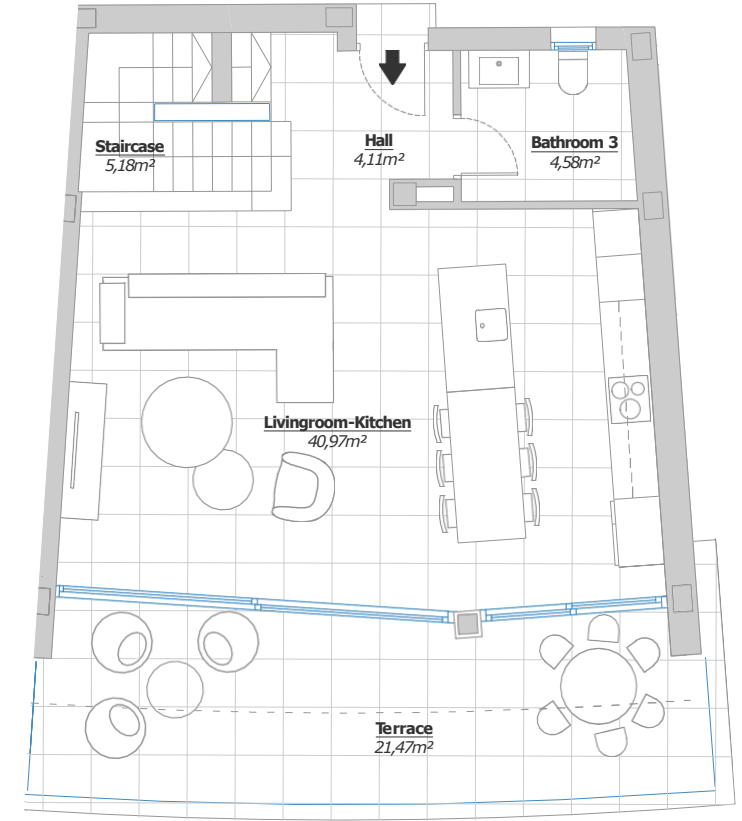 Staircase
5,18m²
Hall
4,11m²
Bathroom 3
4,58m²
Livingroom-Kitchen
40,97m²
Terrace
21,47m²